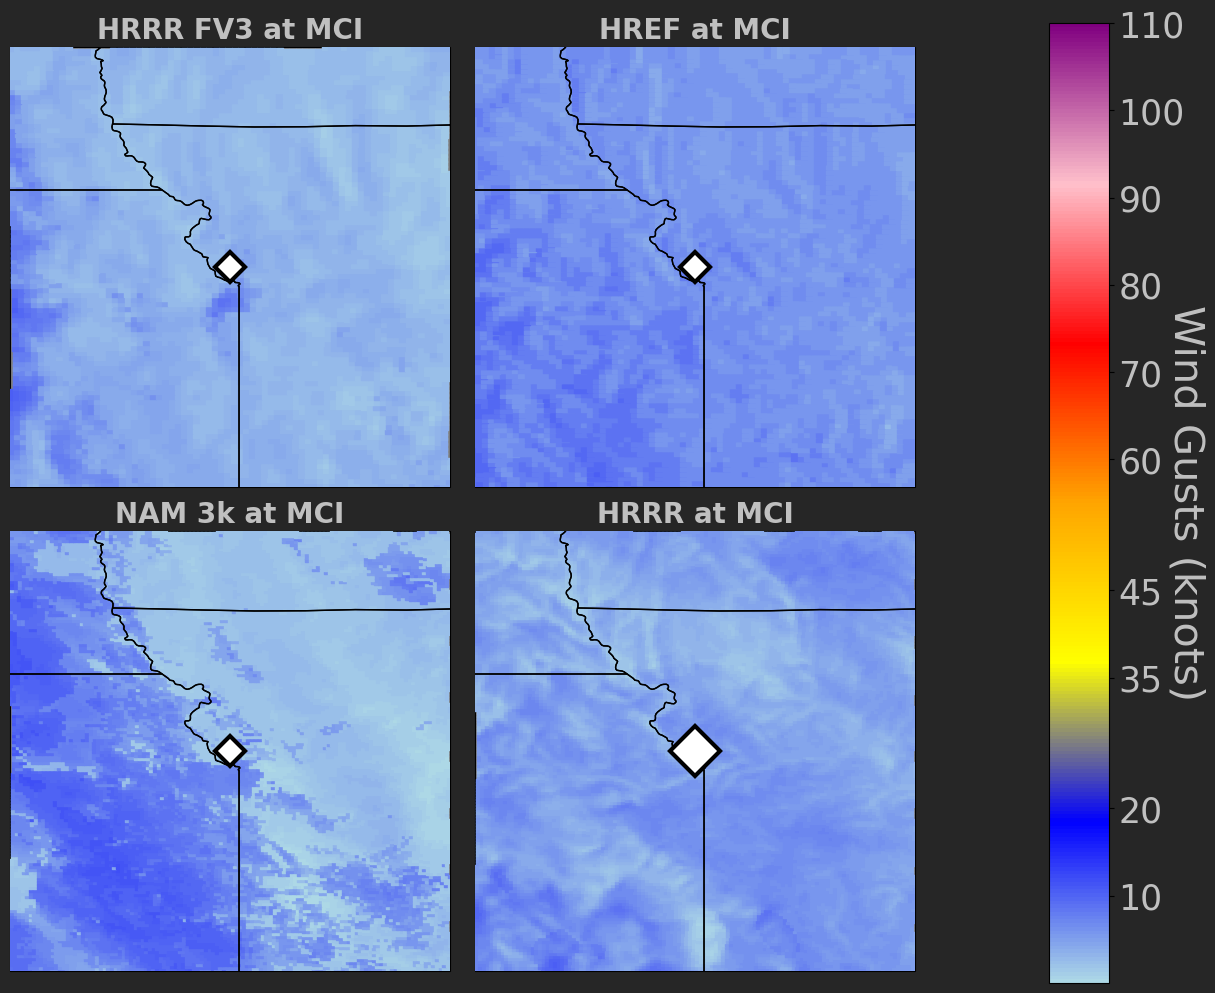 HRRR FV3 at MCI
HREF at MCI
NAM 3k at MCI
HRRR at MCI
110
100
90
80
70
60
45
35
20
10
Wind Gusts (knots)